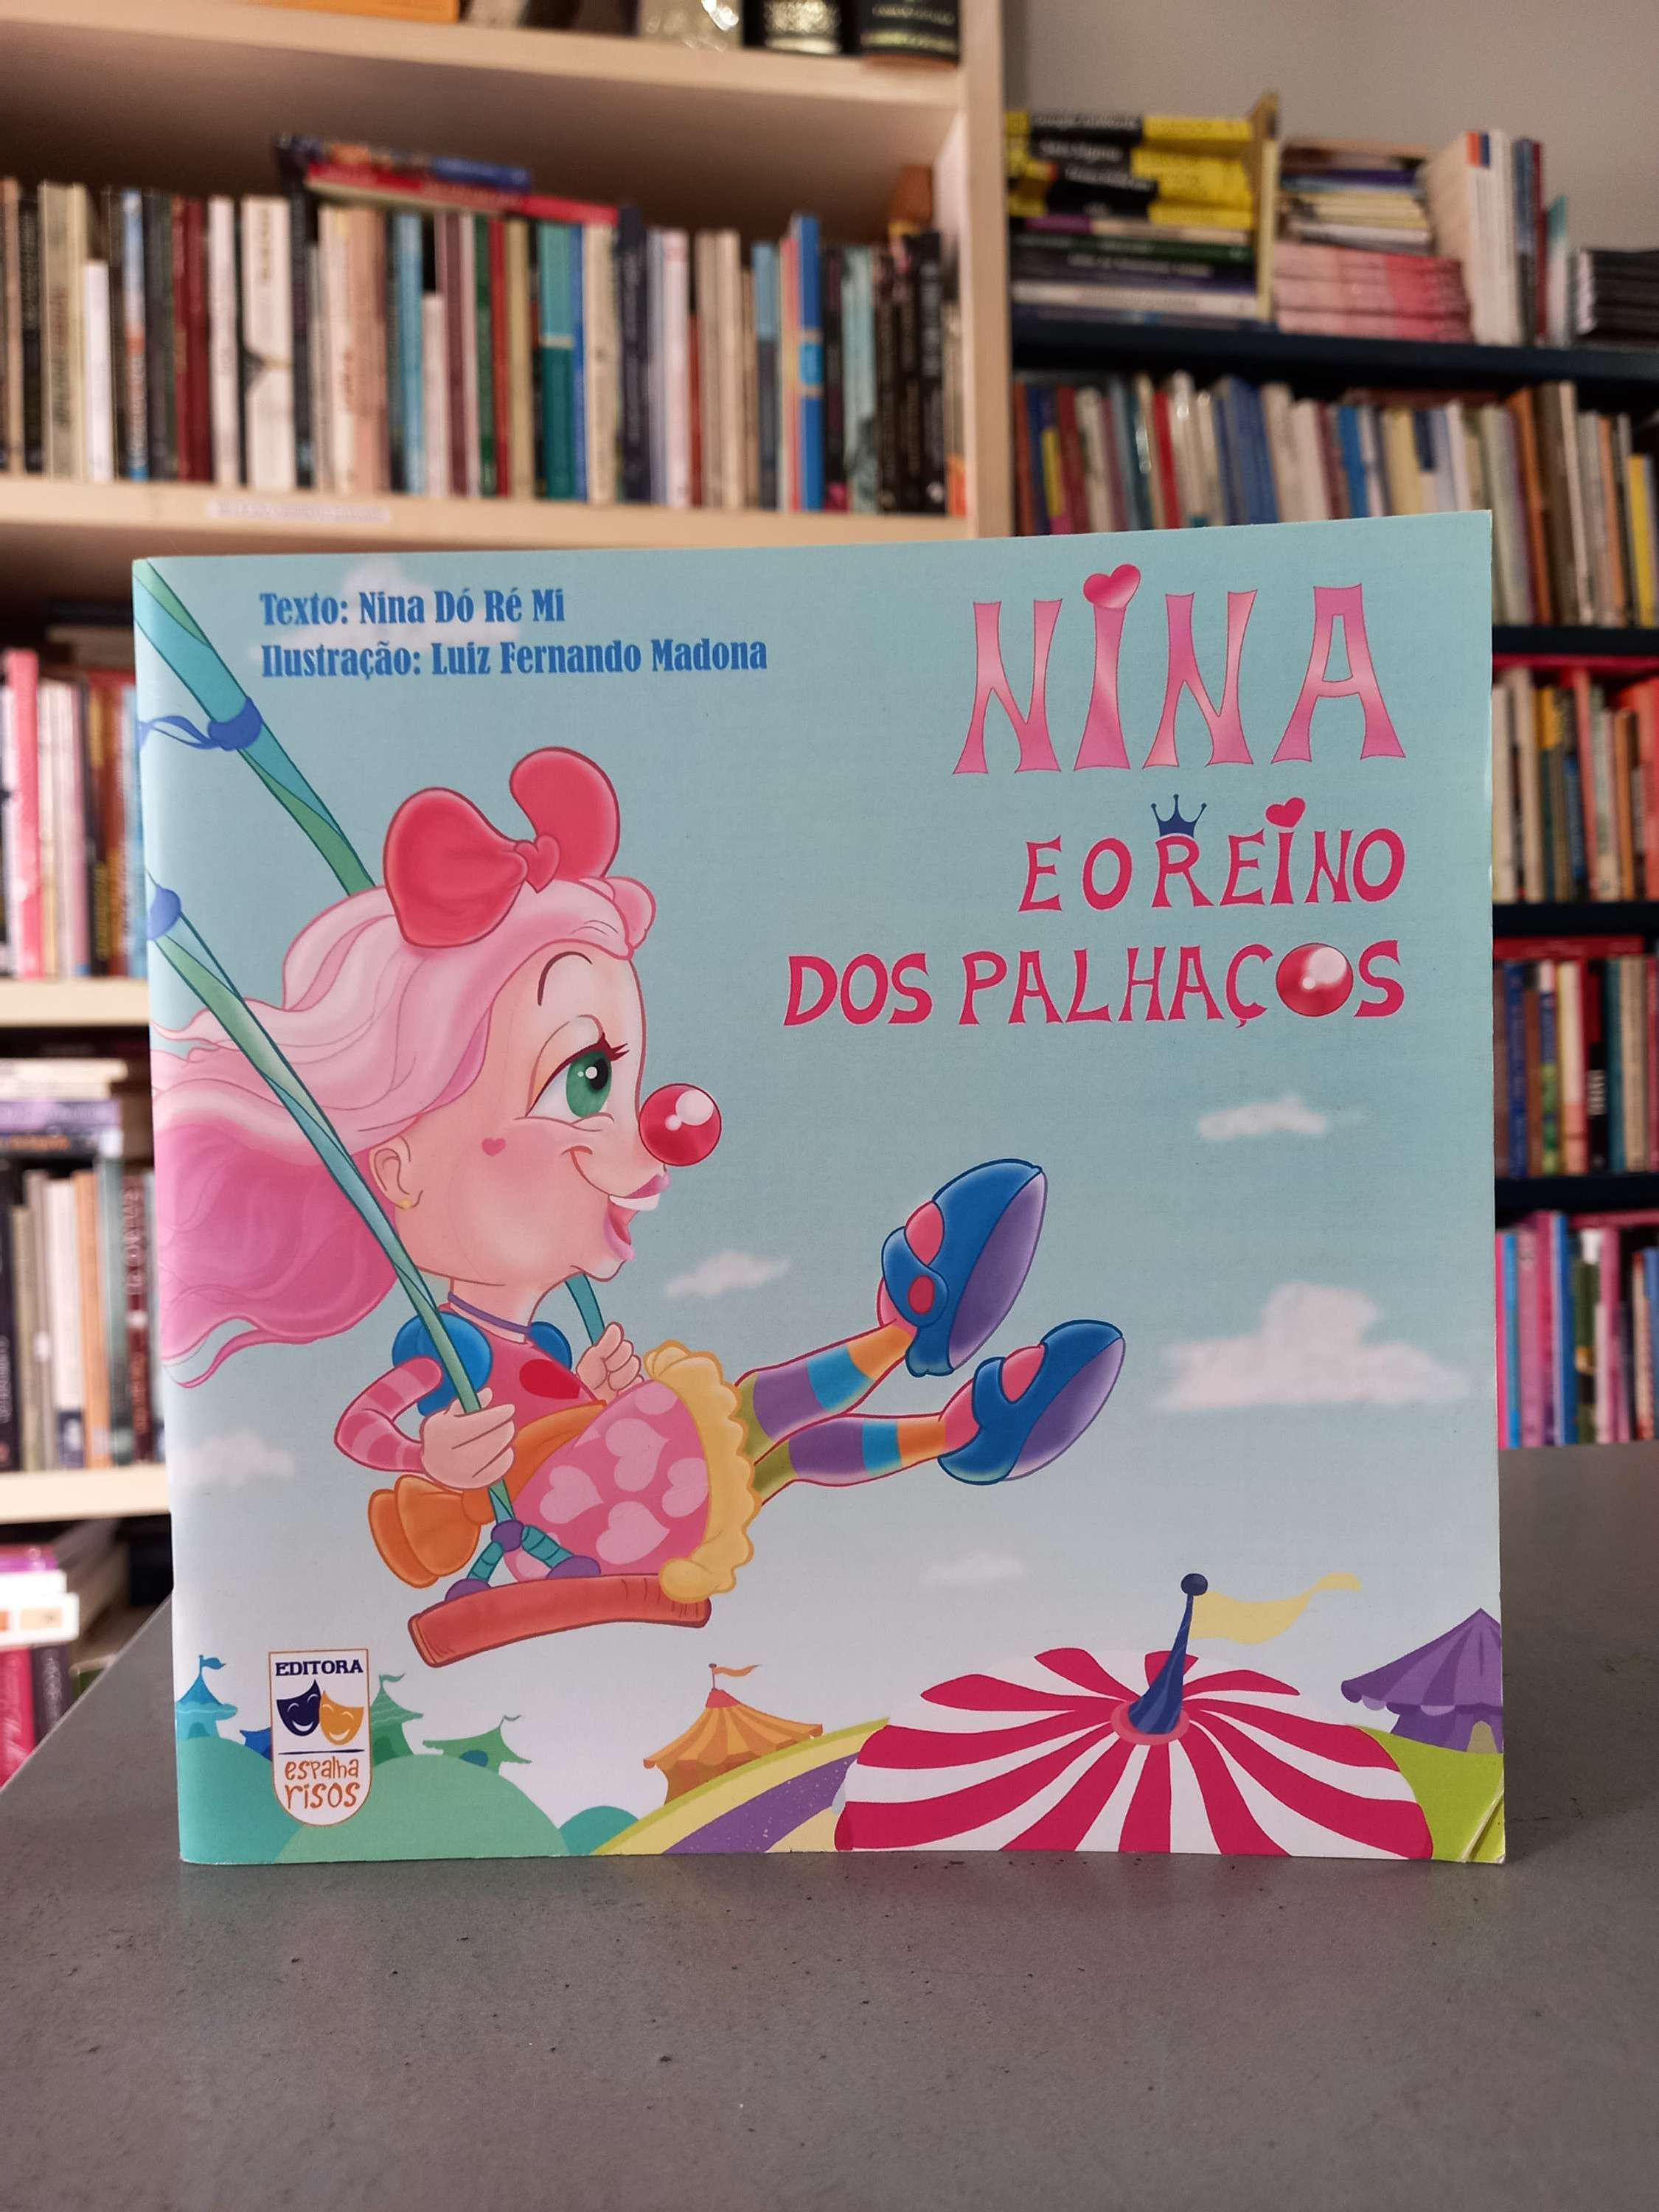 Texto: Nina Dó Ré Mi
Ilustração: Luiz Fernando Madona
NINA
E O REINO
DOS PALHAÇOS
EDITORA
espalha
risos